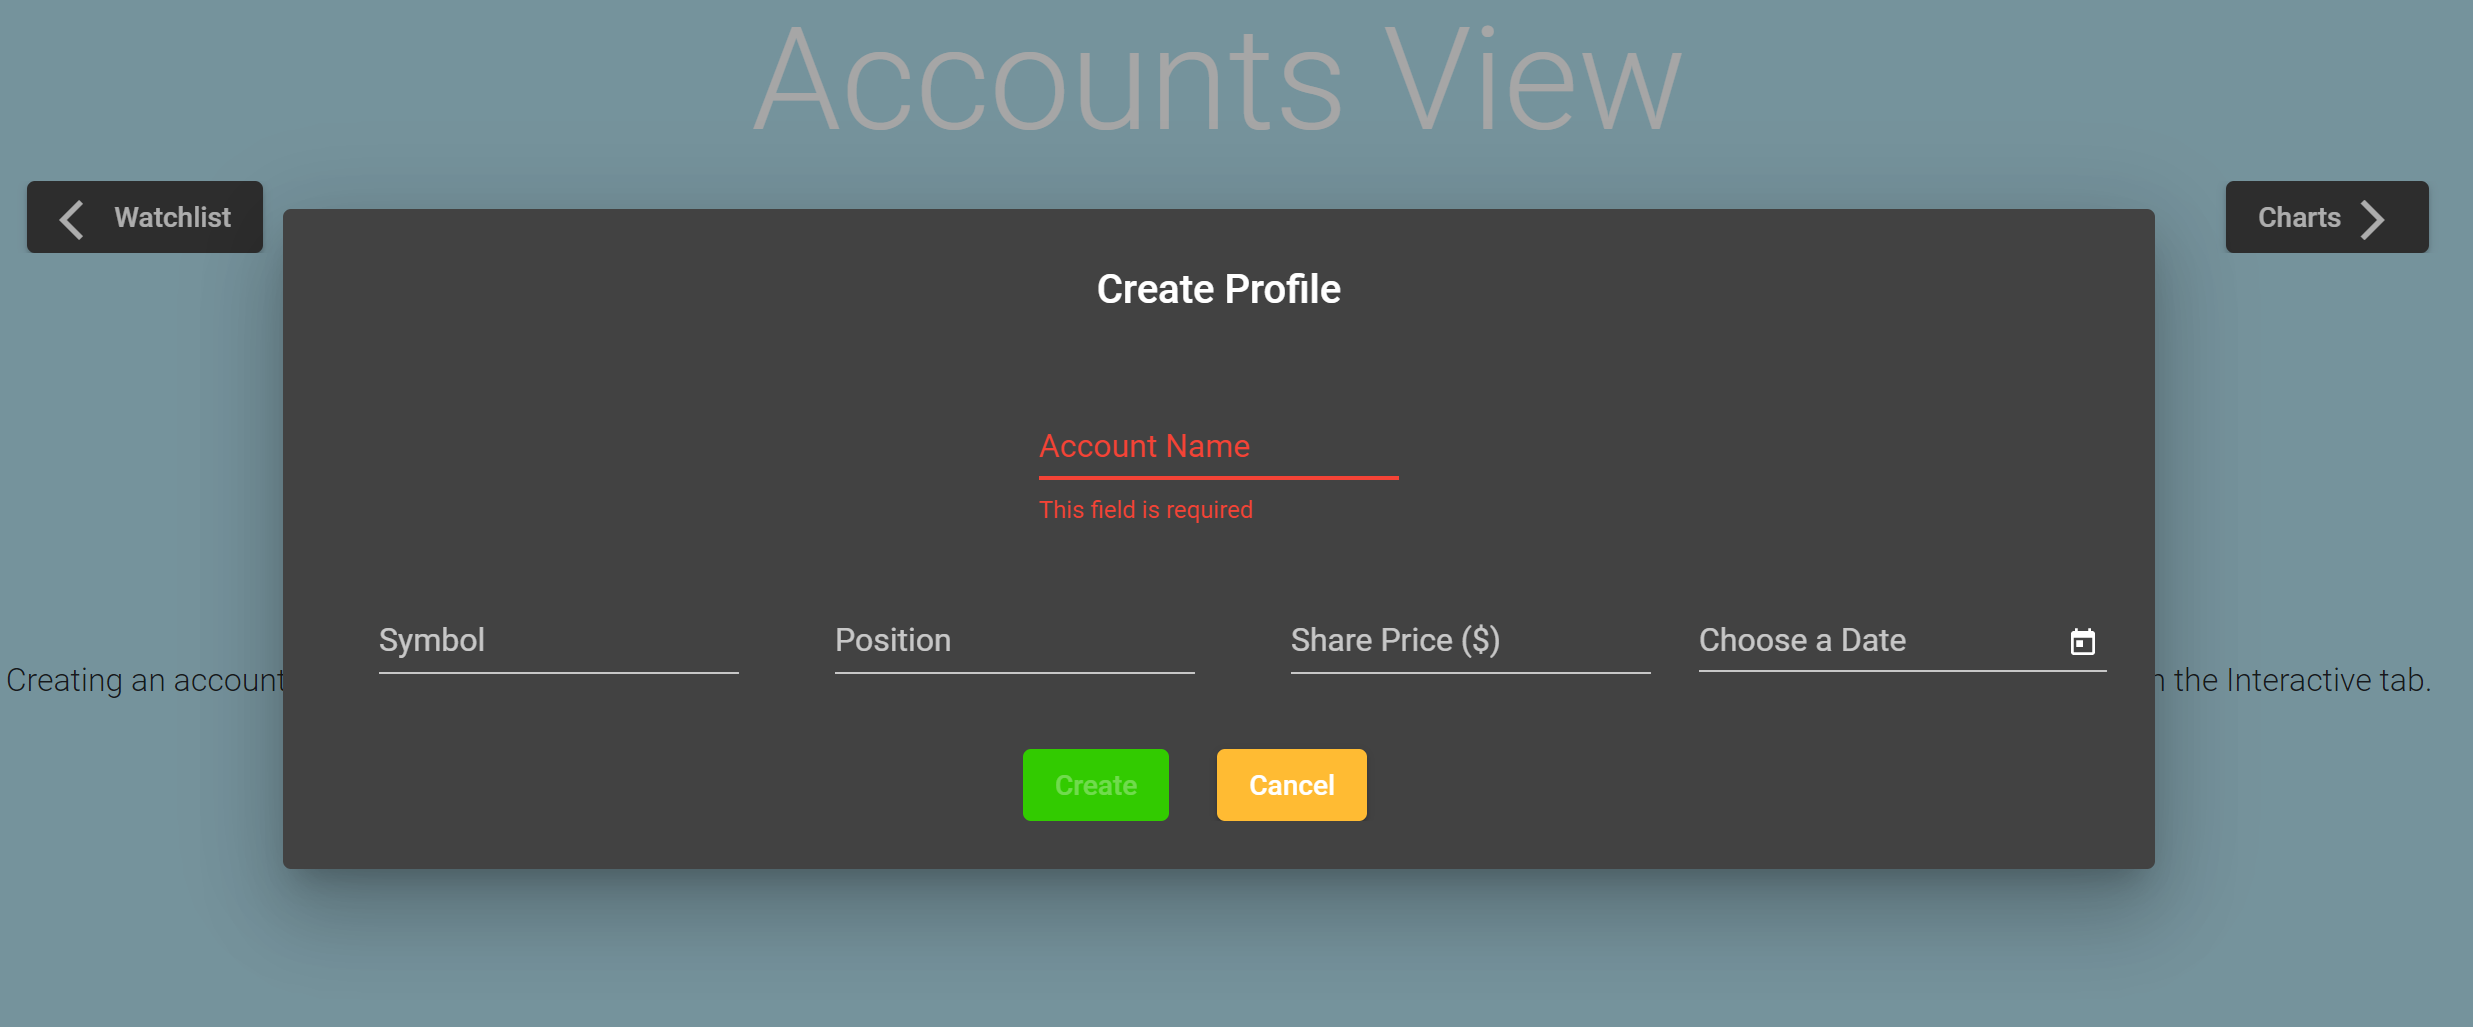 Accounts View
Watchlist
Charts
Create Profile
Account Name
This field is required
Symbol
Position
Share Price ($)
Choose a Date
Creating an account
the Interactive tab.
Create
Cancel